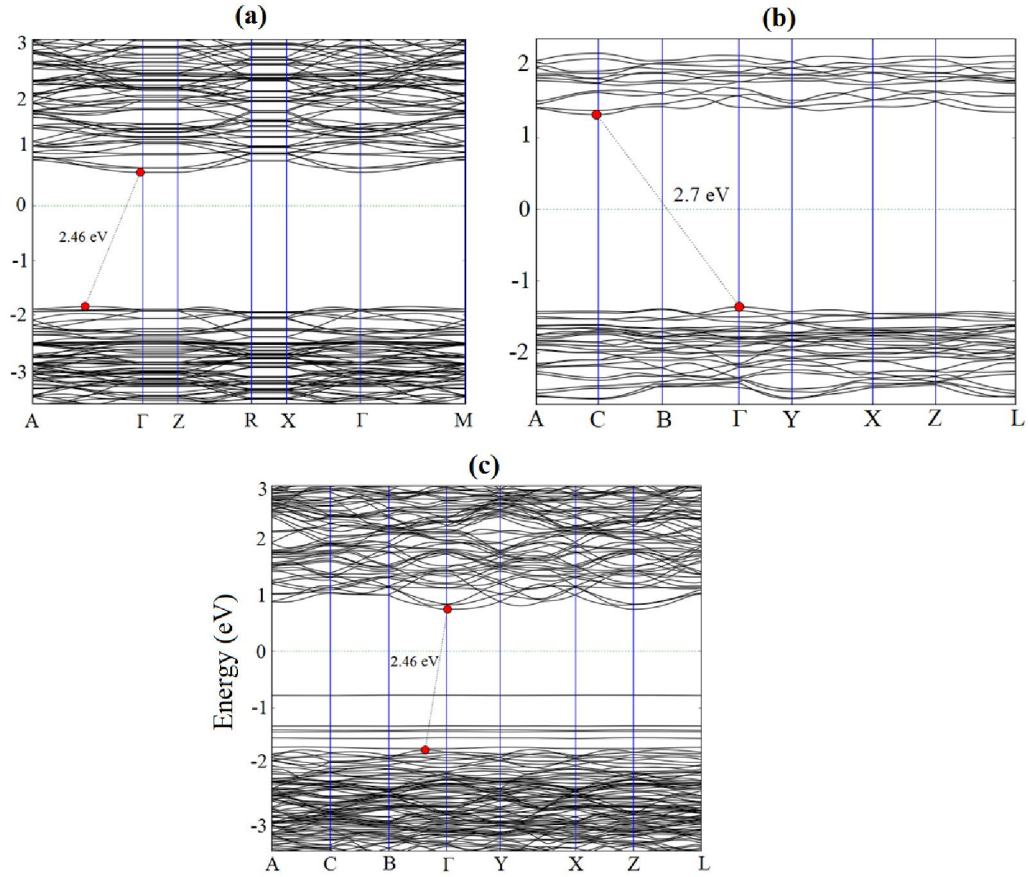 (a)
3
2
1
0
-1
-2
-3
2.46 eV
A Γ Z R X Γ M
(b)
2
1
0
-1
-2
2.7 eV
A C B Γ Y X Z L
(c)
Energy (eV)
3
2
1
0
-1
-2
-3
2.46 eV
A C B Γ Y X Z L